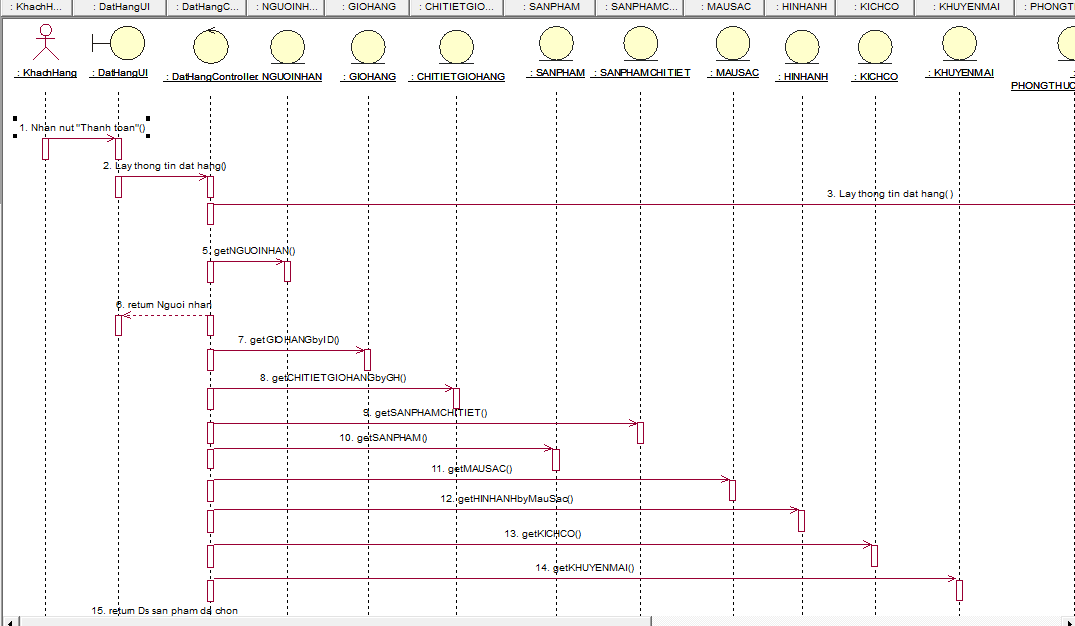 : KhachH...
: DatHangUI
: DatHangC...
: NGUOINH...
: GIOHANG
: CHITIETGIO...
: SANPHAM
: SANPHAMC...
: MAUSAC
: HINHANH
: KICHCO
: KHUYENMAI
: PHONGT
: KhachHang
: DatHangUI
: DatHangController
NGUOINHAN
: GIOHANG
: CHITIETGIOHANG
: SANPHAM
: SANPHAMCHITIET
: MAUSAC
: HINHANH
: KICHCO
: KHUYENMAI
:
PHONGTHUC
1. Nhan nut "Thanh toan"()
2. Lay thong tin dat hang()
3. Lay thong tin dat hang( )
5. getNGUOINHAN()
6. return Nguoi nhan
7. getGIOHANGbyID()
8. getCHITIETGIOHANGbyGH()
9. getSANPHAMCHITIET()
10. getSANPHAM()
11. getMAUSAC()
12. getHINHANHbyMauSac()
13. getKICHCO()
14. getKHUYENMAI()
15. return Ds san pham da chon